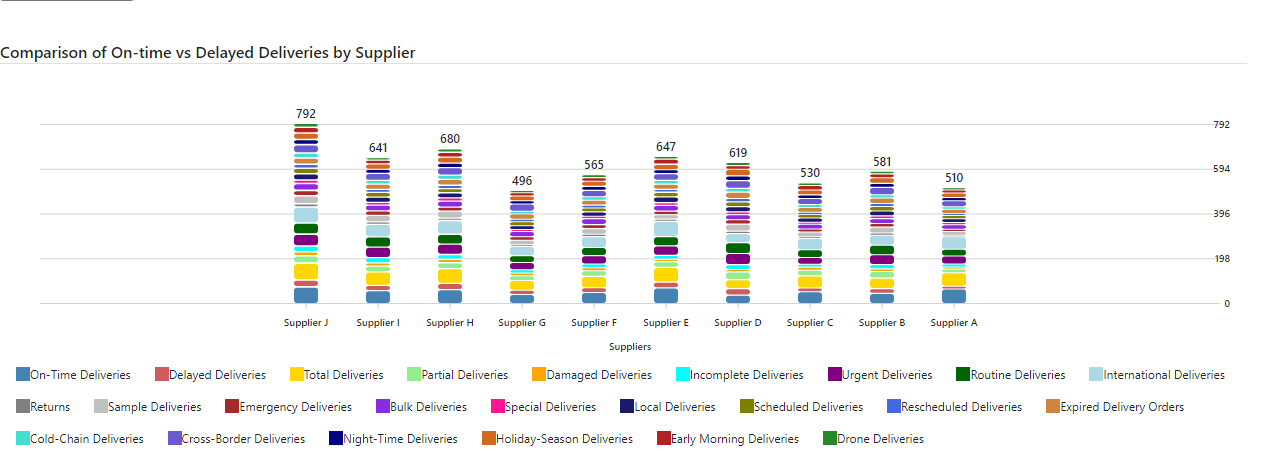 Comparison of On-time vs Delayed Deliveries by Supplier
792
641
680
496
565
647
619
530
581
510
792
594
396
198
0
Supplier J Supplier I Supplier H Supplier G Supplier F Supplier E Supplier D Supplier C Supplier B Supplier A
Suppliers
On-Time Deliveries Delayed Deliveries Total Deliveries Partial Deliveries Damaged Deliveries Incomplete Deliveries Urgent Deliveries Routine Deliveries International Deliveries
Returns Sample Deliveries Emergency Deliveries Bulk Deliveries Special Deliveries Local Deliveries Scheduled Deliveries Rescheduled Deliveries Expired Delivery Orders
Cold-Chain Deliveries Cross-Border Deliveries Night-Time Deliveries Holiday-Season Deliveries Early Morning Deliveries Drone Deliveries